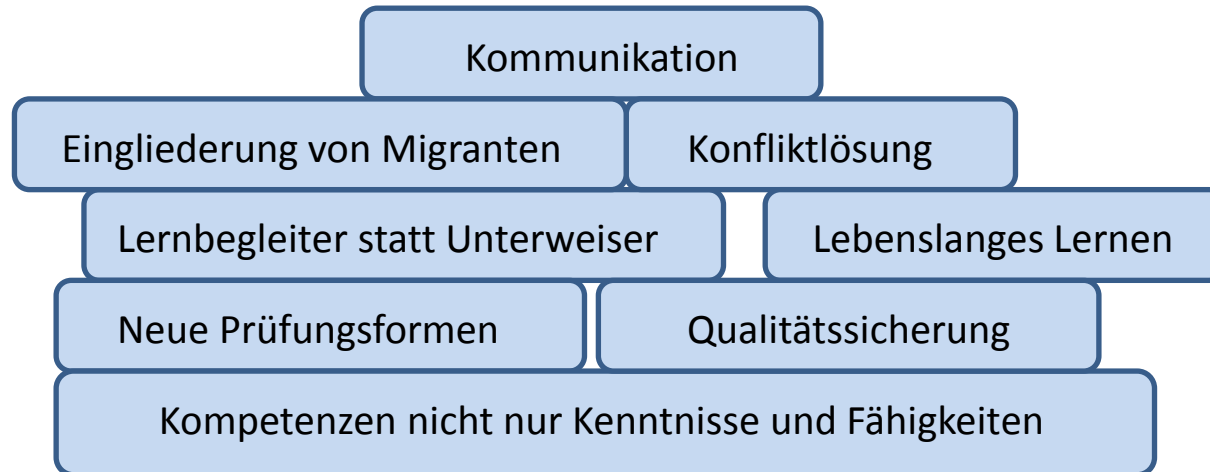 Kommunikation
Eingliederung von Migranten
Konfliktlösung
Lernbegleiter statt Unterweiser
Lebenslanges Lernen
Neue Prüfungsformen
Qualitätssicherung
Kompetenzen nicht nur Kenntnisse und Fähigkeiten